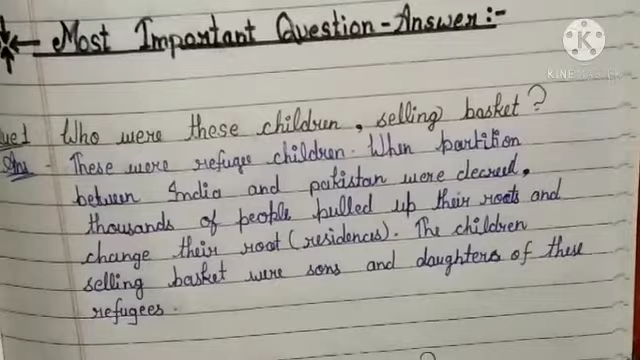 Most Important Question-Answer:-
KINEMASTER
Que1 Who were these children, selling basket?
Ans - These were refugee children. When partition
between India and pakistan were decreed,
thousands of people pulled up their roots and
change their root (residences). The children
selling basket were sons and daughters of these
refugees.